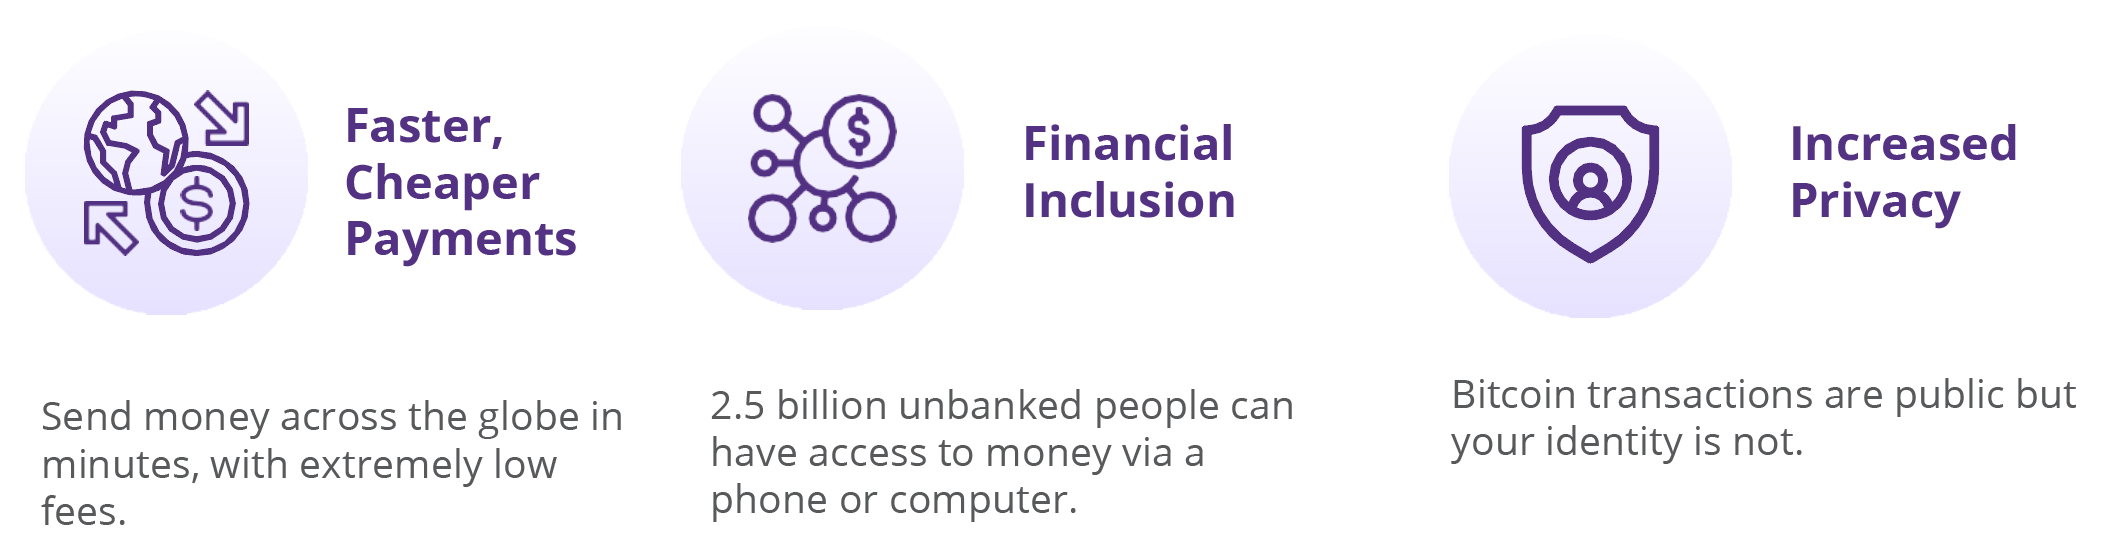 Faster,
Cheaper
Payments
Send money across the globe in
minutes, with extremely low
fees.
Financial
Inclusion
2.5 billion unbanked people can
have access to money via a
phone or computer.
Increased
Privacy
Bitcoin transactions are public but
your identity is not.